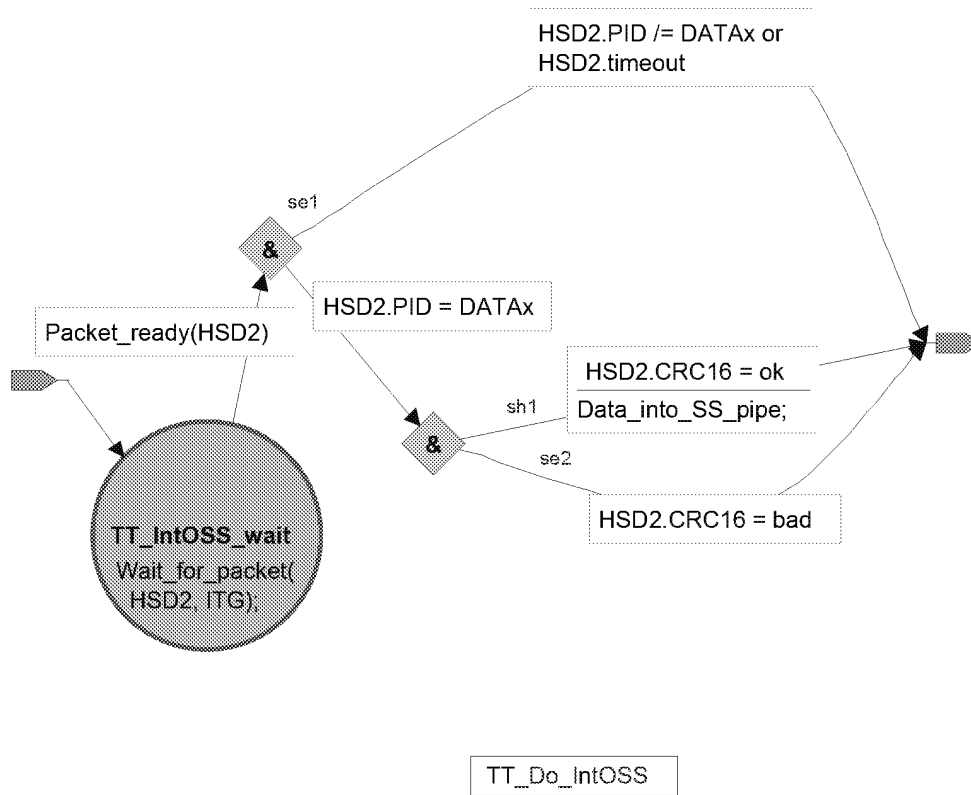 HSD2.PID /= DATAx or
HSD2.timeout
se1
&
HSD2.PID = DATAx
Packet_ready(HSD2)
HSD2.CRC16 = ok
Data_into_SS_pipe;
sh1
&
se2
HSD2.CRC16 = bad
TT_IntOSS_wait
Wait_for_packet(
HSD2, ITG);
TT_Do_IntOSS